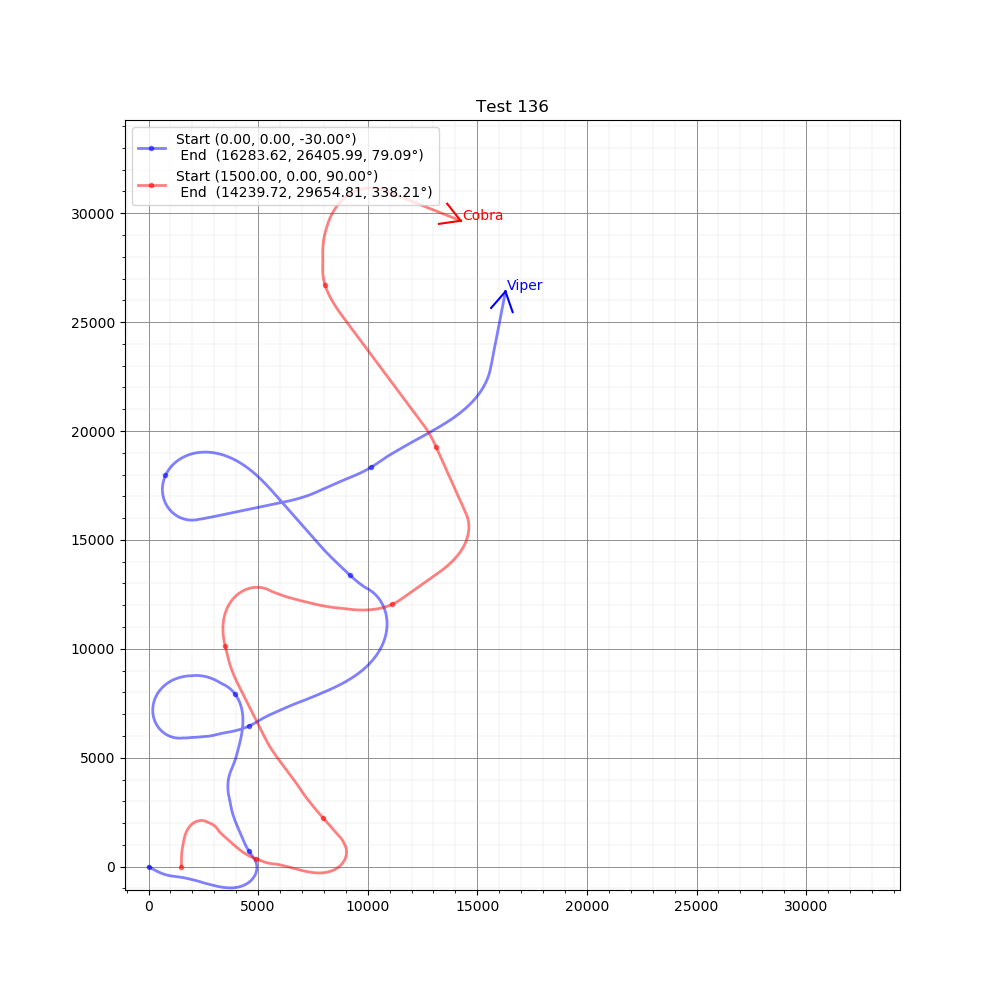 Test 136
Start (0.00, 0.00, -30.00°)
End  (16283.62, 26405.99, 79.09°)
Start (1500.00, 0.00, 90.00°)
End  (14239.72, 29654.81, 338.21°)
Cobra
Viper
30000
25000
20000
15000
10000
5000
0
0 5000 10000 15000 20000 25000 30000